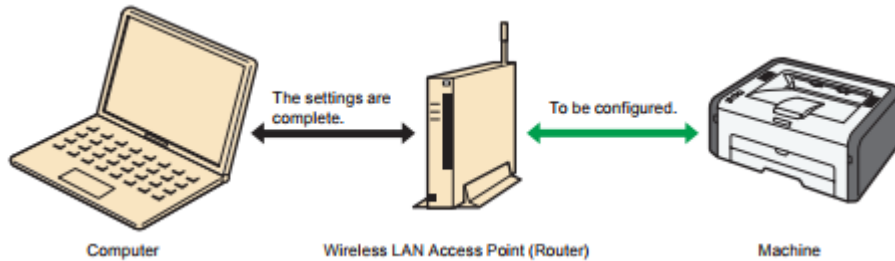 The settings are
complete.
To be configured.
Computer
Wireless LAN Access Point (Router)
Machine